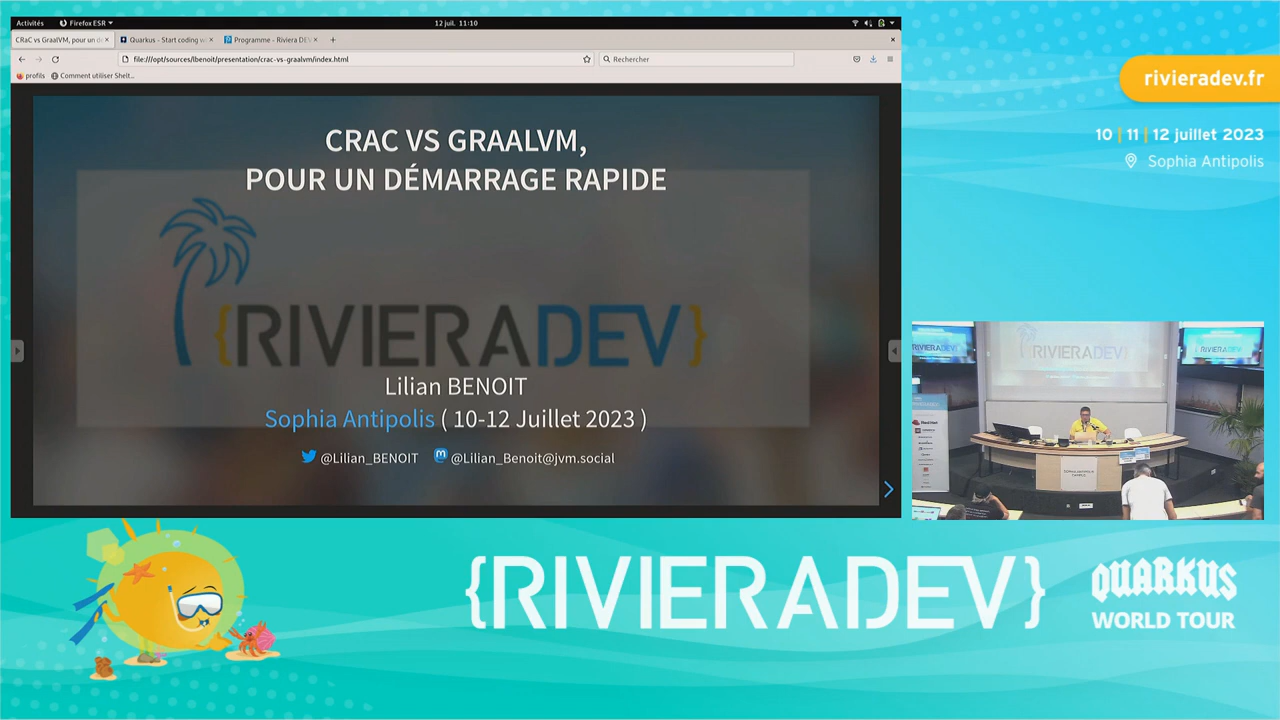 Activités
Firefox ESR
12 juil. 11:10
CRaC vs GraalVM, pour un d
Quarkus - Start coding w
Programme - Riviera DE
file:///opt/sources/lbenoit/presentation/crac-vs-graalvm/index.html
Rechercher
profils
Comment utiliser Shelt...
CRAC VS GRAALVM,
POUR UN DÉMARRAGE RAPIDE
{RIVIERADEV}
Lilian BENOIT
Sophia Antipolis ( 10-12 Juillet 2023 )
@Lilian_BENOIT @Lilian_Benoit@jvm.social
rivieradev.fr
10 | 11 | 12 juillet 2023
Sophia Antipolis
RIVIERADEV}
{RIVIERADEV}
QUARKUS
WORLD TOUR